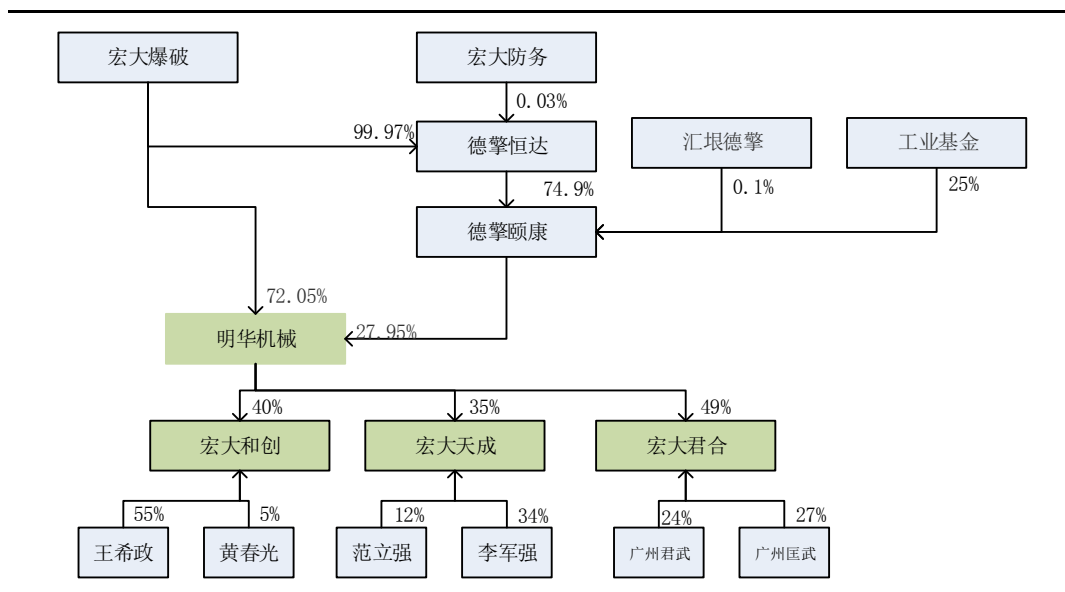 宏大爆破
宏大防务
0.03%
99.97%
德擎恒达
汇垠德擎
工业基金
74.9%
0.1%
25%
德擎颐康
72.05%
明华机械
27.95%
40%
35%
49%
宏大和创
宏大天成
宏大君合
55%
5%
12%
34%
24%
27%
王希政
黄春光
范立强
李军强
广州君武
广州匡武